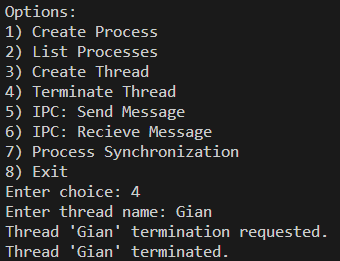 Options:
1) Create Process
2) List Processes
3) Create Thread
4) Terminate Thread
5) IPC: Send Message
6) IPC: Recieve Message
7) Process Synchronization
8) Exit
Enter choice: 4
Enter thread name: Gian
Thread 'Gian' termination requested.
Thread 'Gian' terminated.